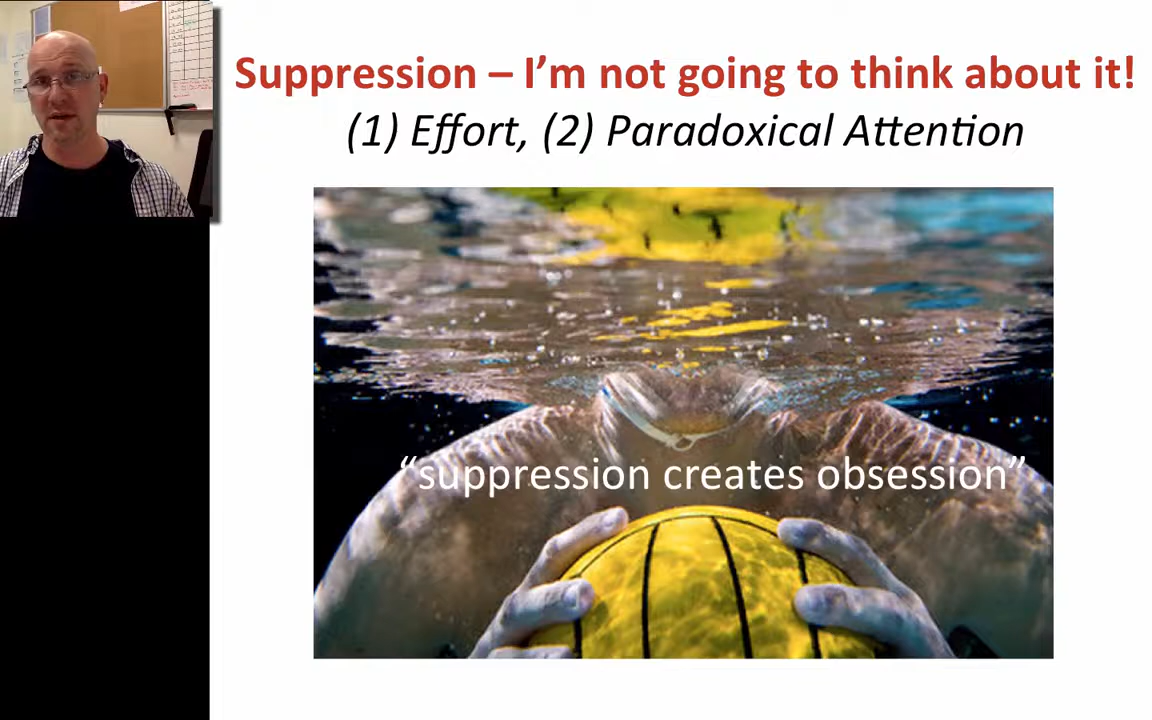 Suppression – I’m not going to think about it!
(1) Effort, (2) Paradoxical Attention
“suppression creates obsession”